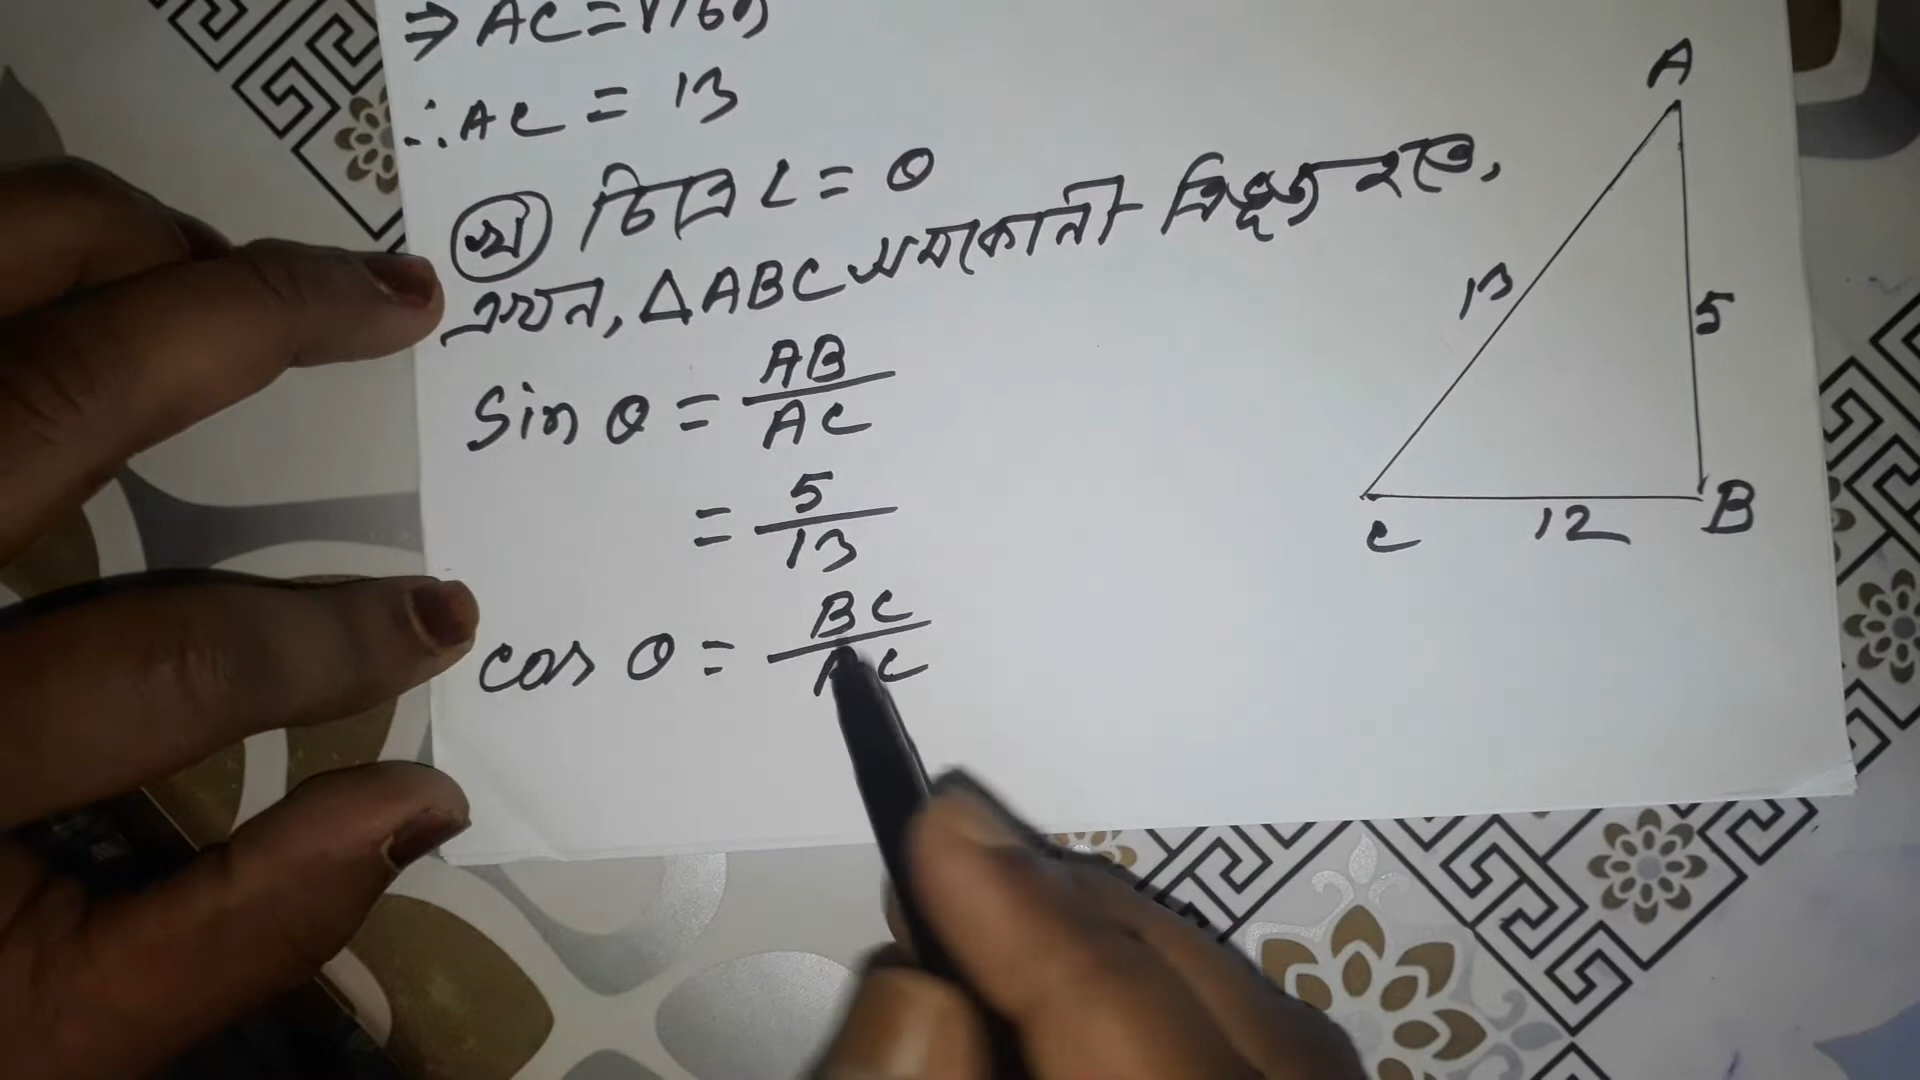 ⇒ AC = √169
∴ AC = 13
(খ) চিত্রে ∠ = θ
এখন, △ABC সমকোনী ত্রিভুজ হতে,
Sin θ = AB/AC
= 5/13
cos θ = BC/AC
A
13
5
C
12
B